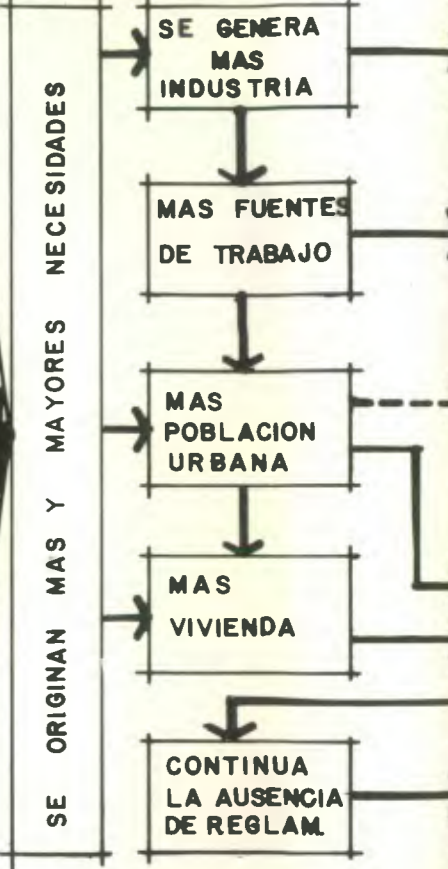 SE ORIGINAN MAS Y MAYORES NECESIDADES
SE GENERA
MAS
INDUSTRIA
MAS FUENTES
DE TRABAJO
MAS
POBLACION
URBANA
MAS
VIVIENDA
CONTINUA
LA AUSENCIA
DE REGLAM.